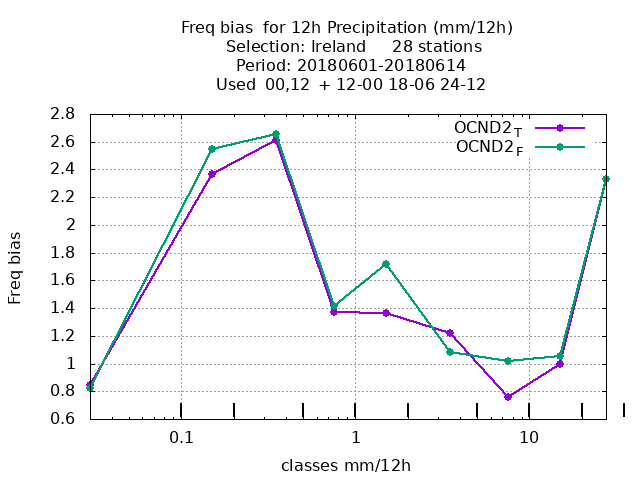 Freq bias  for 12h Precipitation (mm/12h)
Selection: Ireland     28 stations
Period: 20180601-20180614
Used  00,12  + 12-00 18-06 24-12
OCND2T
OCND2F
2.8
2.6
2.4
2.2
2
1.8
1.6
1.4
1.2
1
0.8
0.6
Freq bias
0.1
1
10
classes mm/12h